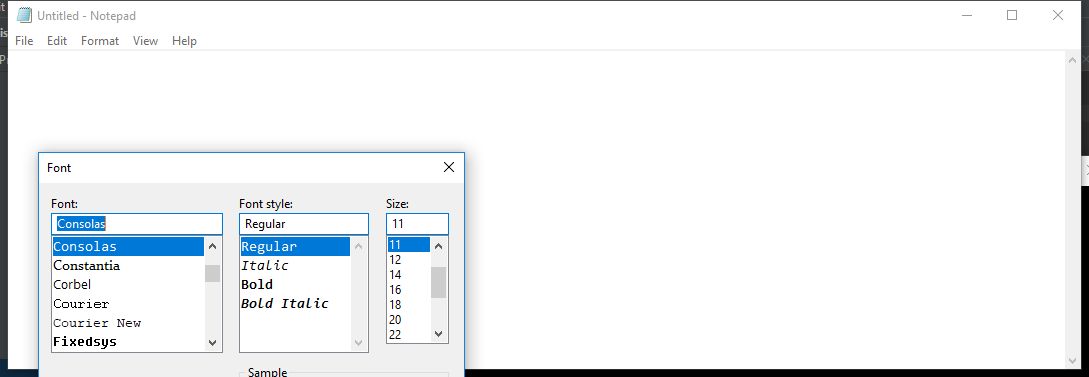 Untitled - Notepad
File Edit Format View Help
Font
Font: Font style: Size:
Consolas Regular 11
Consolas Regular 11
Constantia Italic 12
Corbel Bold 14
Courier Bold Italic 16
Courier New 18
Fixedsys 20
22
Sample